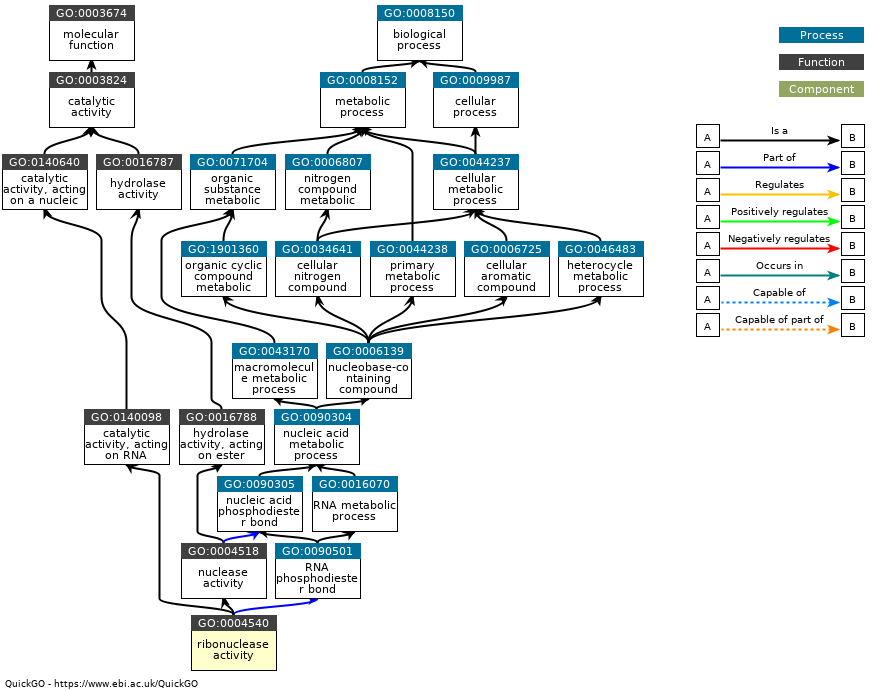 GO:0003674
molecular
function
GO:0008150
biological
process
Process
Function
Component
GO:0003824
catalytic
activity
GO:0008152
metabolic
process
GO:0009987
cellular
process
A
Is a
B
A
Part of
B
A
Regulates
B
A
Positively regulates
B
A
Negatively regulates
B
A
Occurs in
B
A
Capable of
B
A
Capable of part of
B
GO:0140640
catalytic
activity, acting
on a nucleic
GO:0016787
hydrolase
activity
GO:0071704
organic
substance
metabolic
GO:0006807
nitrogen
compound
metabolic
GO:0044237
cellular
metabolic
process
GO:1901360
organic cyclic
compound
metabolic
GO:0034641
cellular
nitrogen
compound
GO:0044238
primary
metabolic
process
GO:0006725
cellular
aromatic
compound
GO:0046483
heterocycle
metabolic
process
GO:0043170
macromolecul
e metabolic
process
GO:0006139
nucleobase-co
ntaining
compound
GO:0140098
catalytic
activity, acting
on RNA
GO:0016788
hydrolase
activity, acting
on ester
GO:0090304
nucleic acid
metabolic
process
GO:0090305
nucleic acid
phosphodieste
r bond
GO:0016070
RNA metabolic
process
GO:0004518
nuclease
activity
GO:0090501
RNA
phosphodieste
r bond
GO:0004540
ribonuclease
activity
QuickGO - https://www.ebi.ac.uk/QuickGO